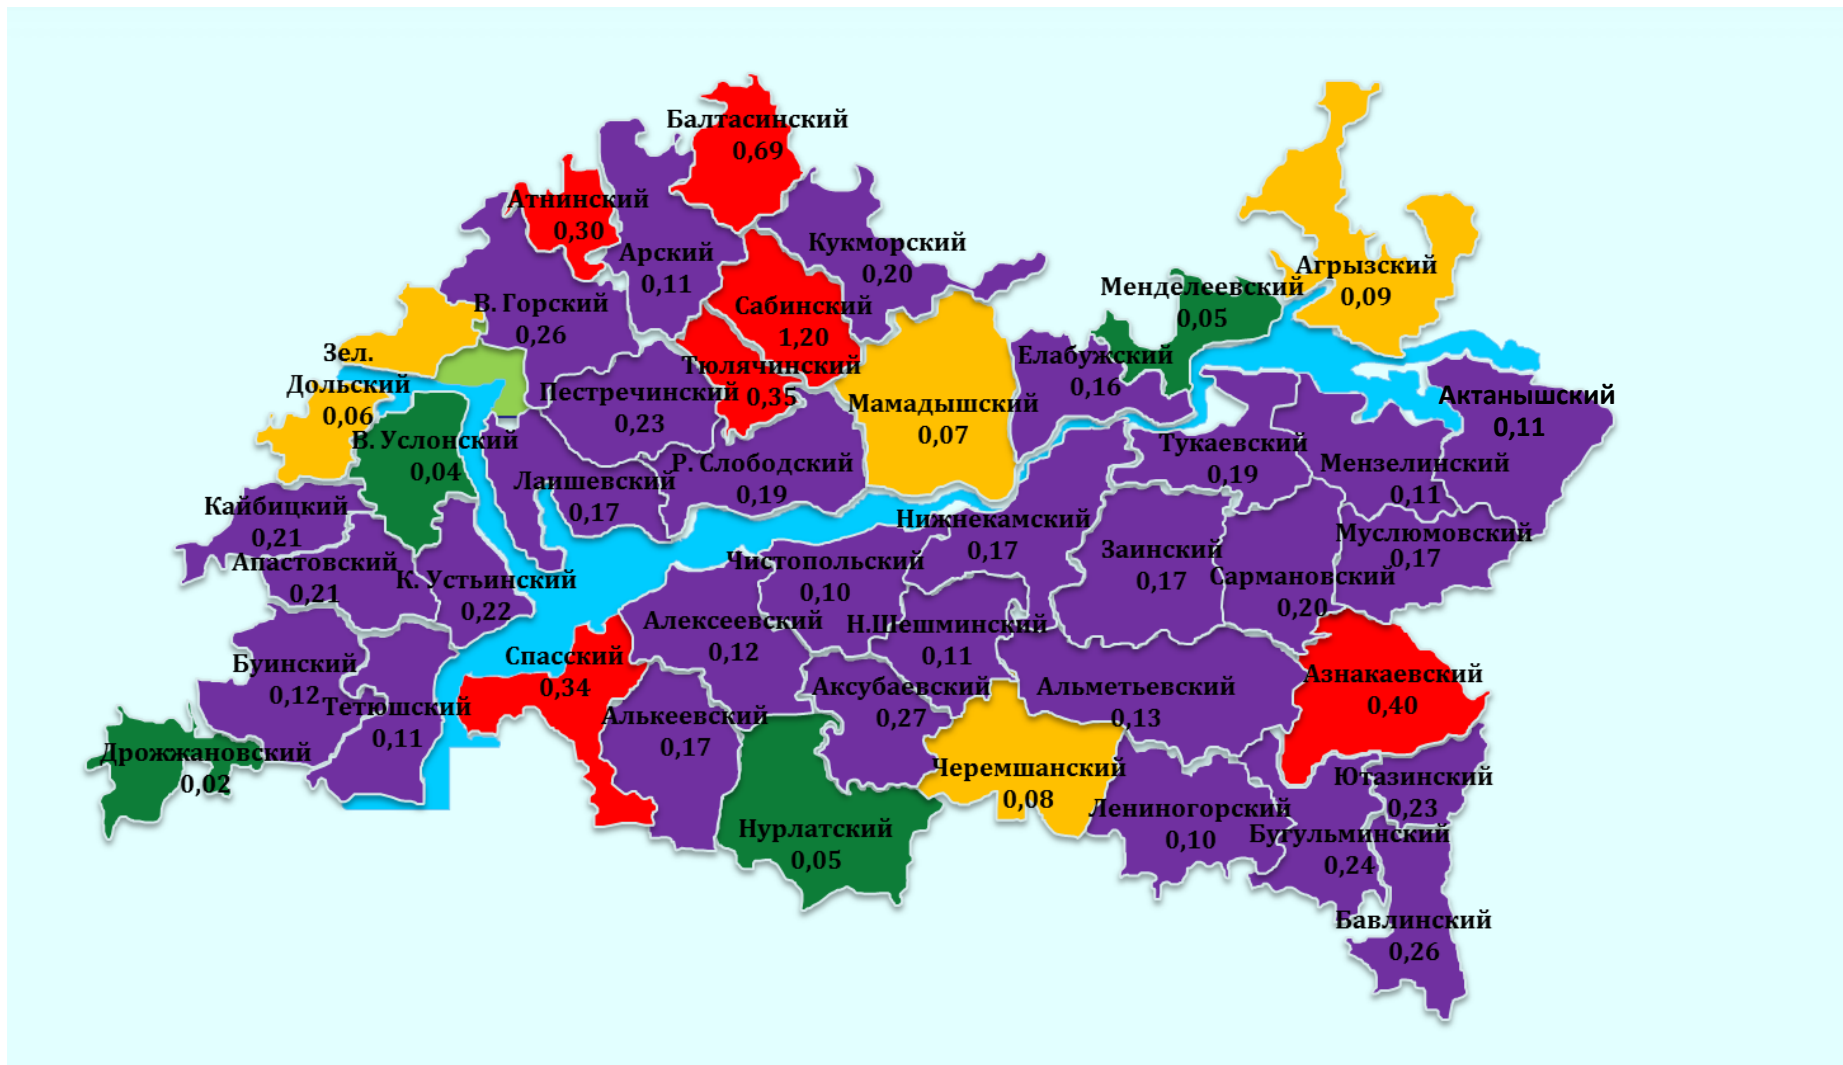 Балтасинский
0,69
Атнинский
0,30
Арский
0,11
Кукморский
0,20
Агрызский
0,09
Менделеевский
0,05
В. Горский
0,26
Сабинский
1,20
Зел.
Дольский
0,06
Тюлячинский
0,35
Елабужский
0,16
Пестречинский
0,23
Мамадышский
0,07
Актанышский
0,11
В. Услонский
0,04
Тукаевский
0,19
Р. Слободский
0,19
Мензелинский
0,11
Лаишевский
0,17
Кайбицкий
0,21
Нижнекамский
0,17
Муслюмовский
0,17
Заинский
0,17
Апастовский
0,21
Чистопольский
0,10
К. Устьинский
0,22
Сармановский
0,20
Алексеевский
0,12
Н.Шешминский
0,11
Спасский
0,34
Буинский
0,12
Азнакаевский
0,40
Аксубаевский
0,27
Альметьевский
0,13
Тетюшский
0,11
Алькеевский
0,17
Дрожжановский
0,02
Черемшанский
0,08
Ютазинский
0,23
Лениногорский
0,10
Нурлатский
0,05
Бугульминский
0,24
Бавлинский
0,26